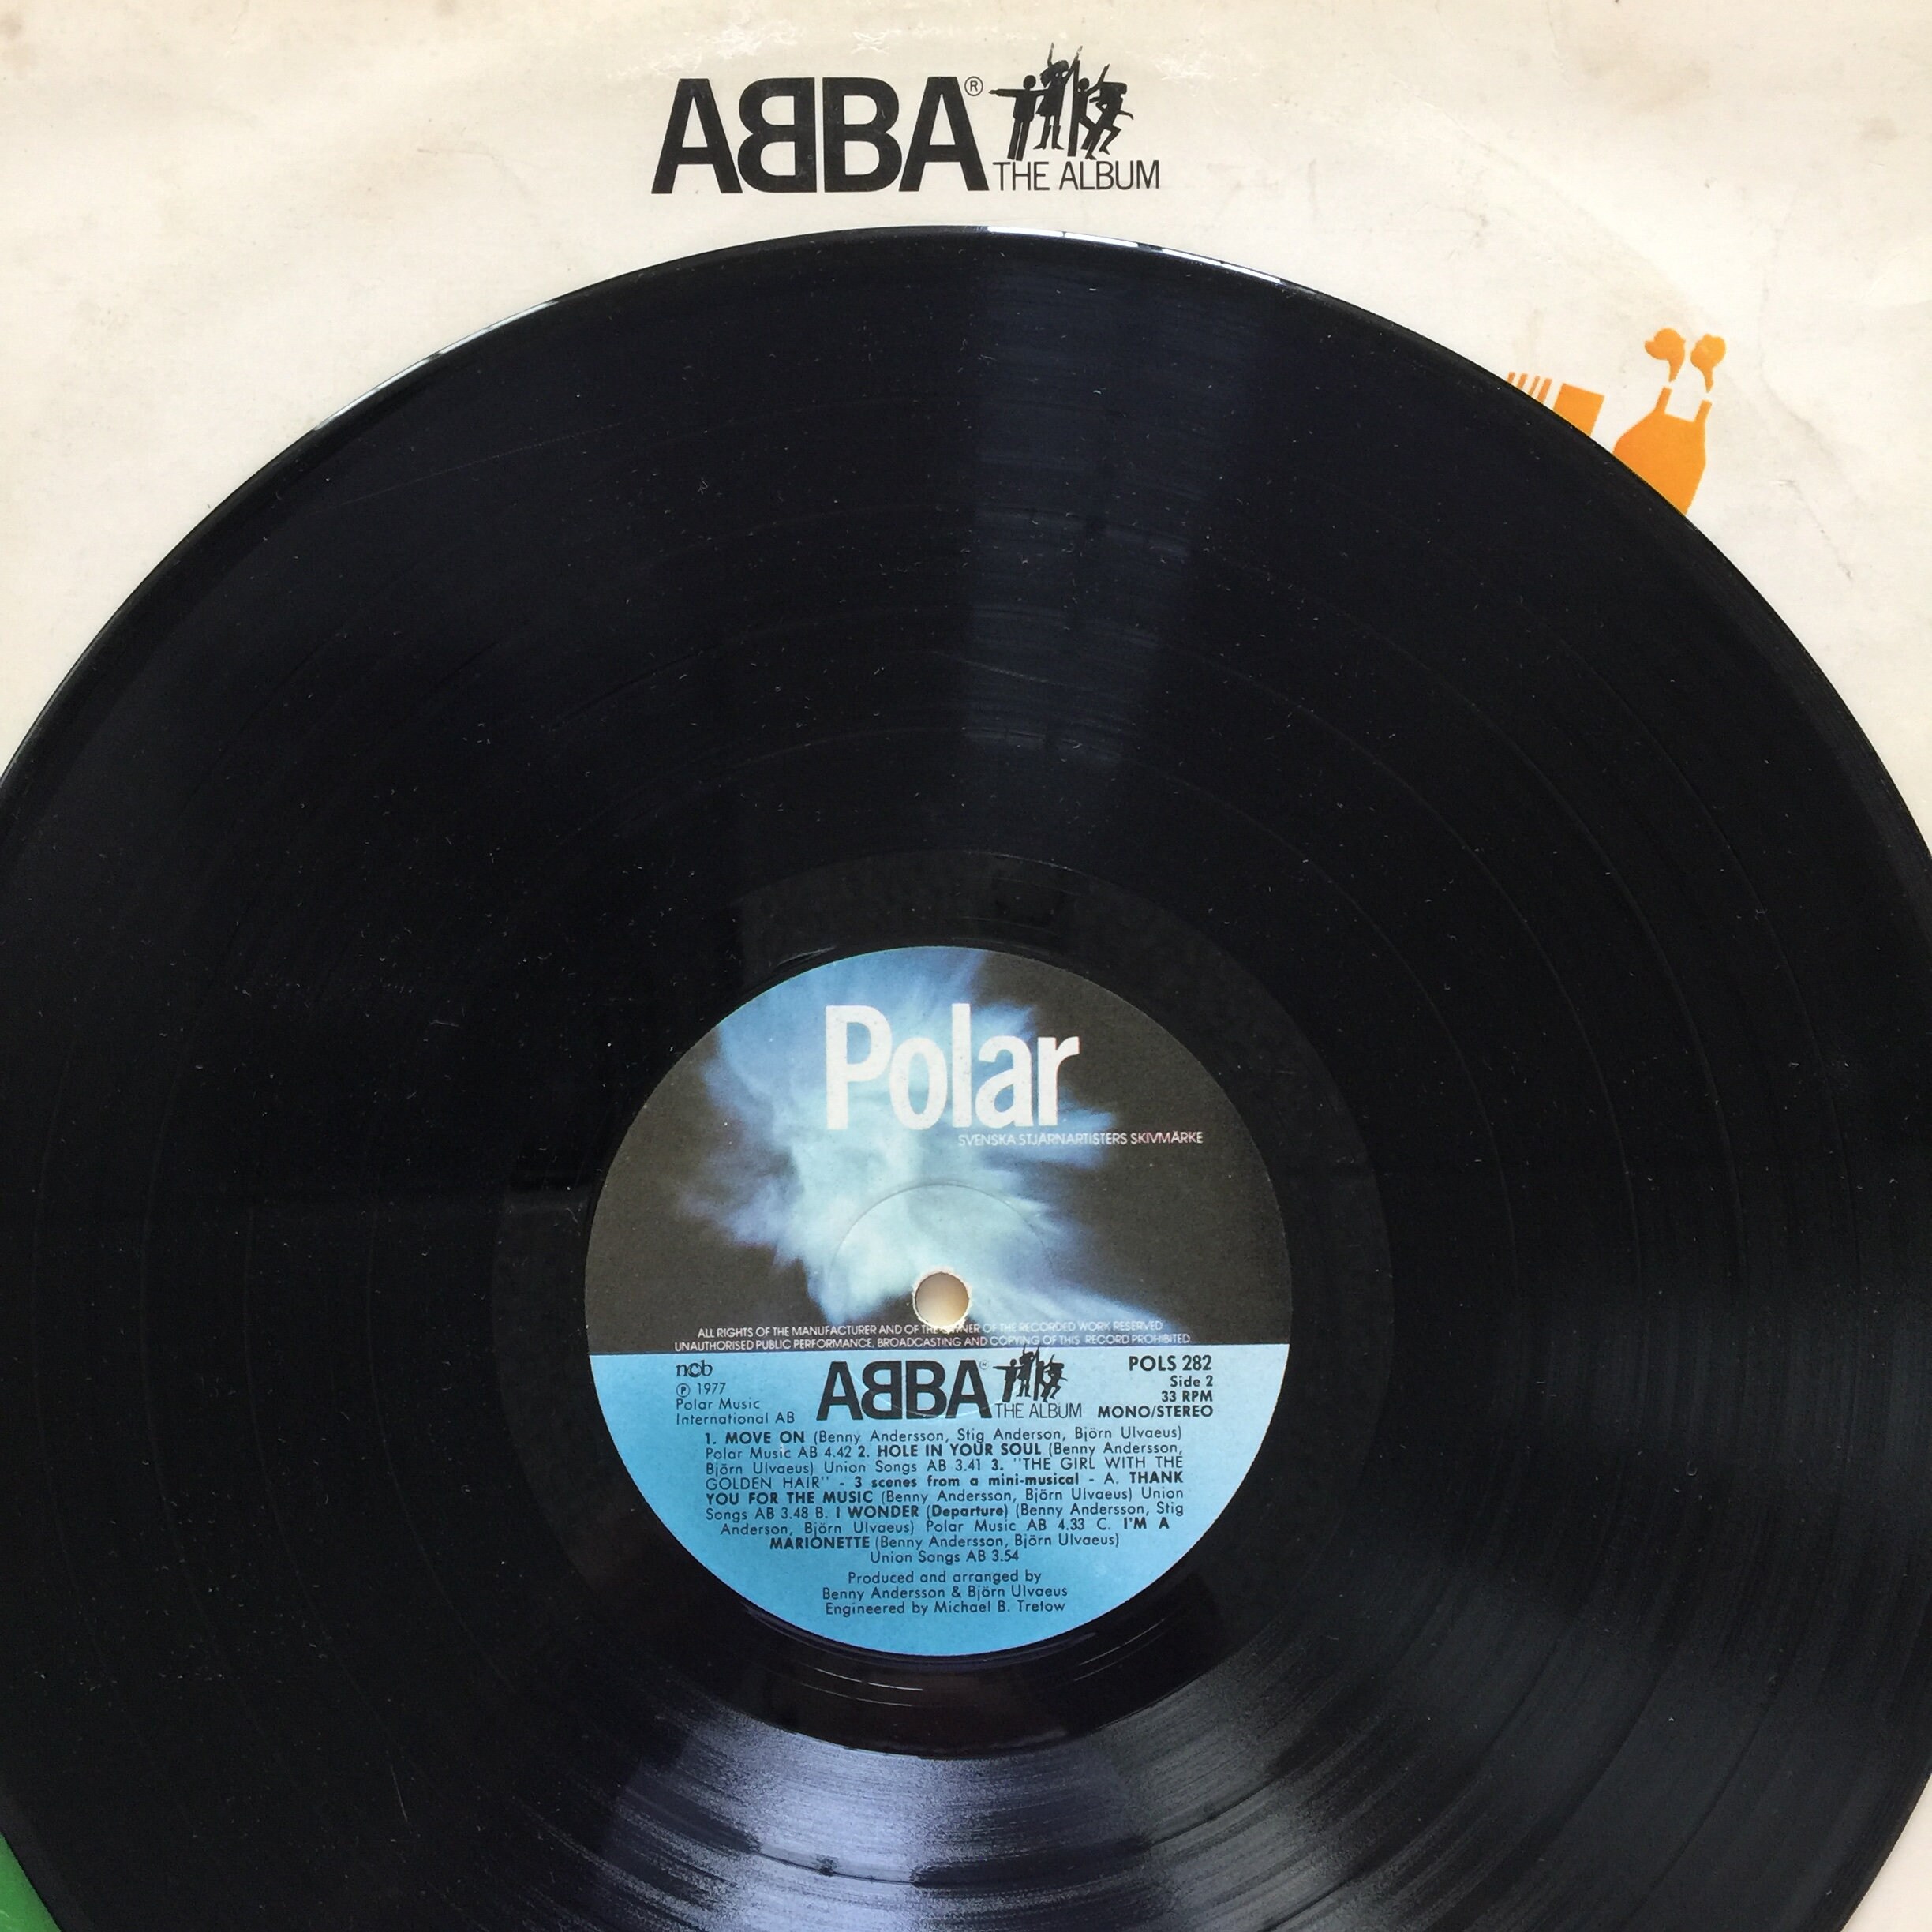 ABBA® THE ALBUM
Polar
SVENSKA STJÄRNARTISTERS SKIVMÄRKE
ALL RIGHTS OF THE MANUFACTURER AND OF THE OWNER OF THE RECORDED WORK RESERVED
UNAUTHORISED PUBLIC PERFORMANCE, BROADCASTING AND COPYING OF THIS RECORD PROHIBITED
ncb
℗ 1977
Polar Music
International AB
ABBA® THE ALBUM
POLS 282
Side 2
33 RPM
MONO/STEREO
1. MOVE ON (Benny Andersson, Stig Anderson, Björn Ulvaeus)
Polar Music AB 4.42 2. HOLE IN YOUR SOUL (Benny Andersson,
Björn Ulvaeus) Union Songs AB 3.41 3. "THE GIRL WITH THE
GOLDEN HAIR" - 3 scenes from a mini-musical - A. THANK
YOU FOR THE MUSIC (Benny Andersson, Björn Ulvaeus) Union
Songs AB 3.48 B. I WONDER (Departure) (Benny Andersson, Stig
Anderson, Björn Ulvaeus) Polar Music AB 4.33 C. I'M A
MARIONETTE (Benny Andersson, Björn Ulvaeus)
Union Songs AB 3.54
Produced and arranged by
Benny Andersson & Björn Ulvaeus
Engineered by Michael B. Tretow